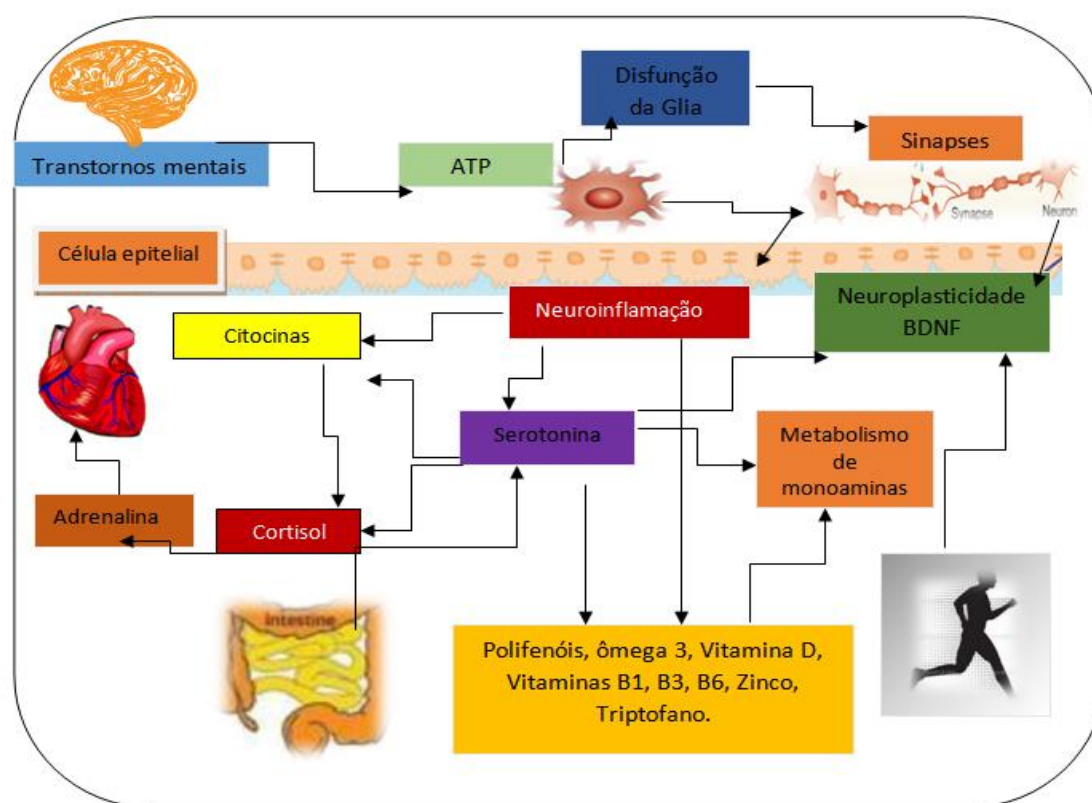 Disfunção
da Glia
Sinapses
Transtornos mentais
ATP
Synapse
Neuron
Célula epitelial
Neuroinflamação
Neuroplasticidade
BDNF
Citocinas
Serotonina
Metabolismo
de
monoaminas
Adrenalina
Cortisol
Intestine
Polifenóis, ômega 3, Vitamina D,
Vitaminas B1, B3, B6, Zinco,
Triptofano.